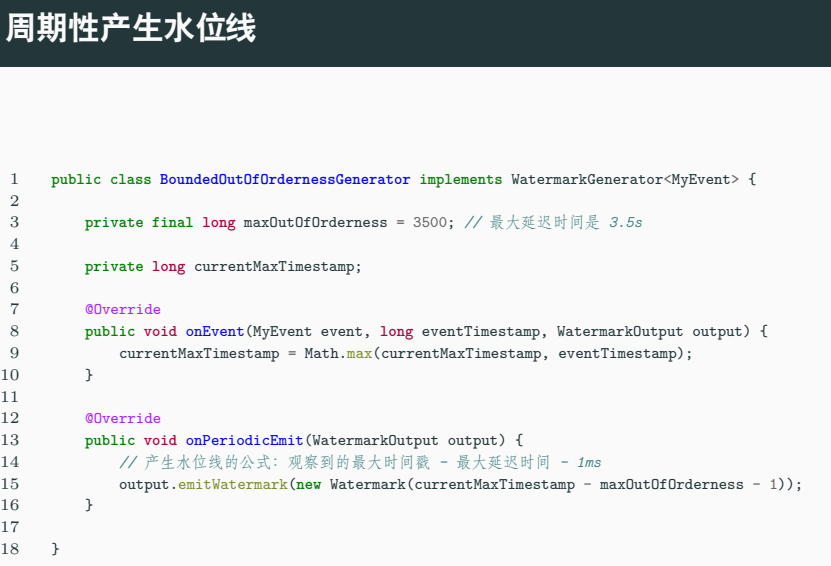 周期性产生水位线
1 public class BoundedOutOfOrdernessGenerator implements WatermarkGenerator<MyEvent> {
2
3 private final long maxOutOfOrderness = 3500; // 最大延迟时间是 3.5s
4
5 private long currentMaxTimestamp;
6
7 @Override
8 public void onEvent(MyEvent event, long eventTimestamp, WatermarkOutput output) {
9 currentMaxTimestamp = Math.max(currentMaxTimestamp, eventTimestamp);
10 }
11
12 @Override
13 public void onPeriodicEmit(WatermarkOutput output) {
14 // 产生水位线的公式: 观察到的最大时间戳 - 最大延迟时间 - 1ms
15 output.emitWatermark(new Watermark(currentMaxTimestamp - maxOutOfOrderness - 1));
16 }
17
18 }